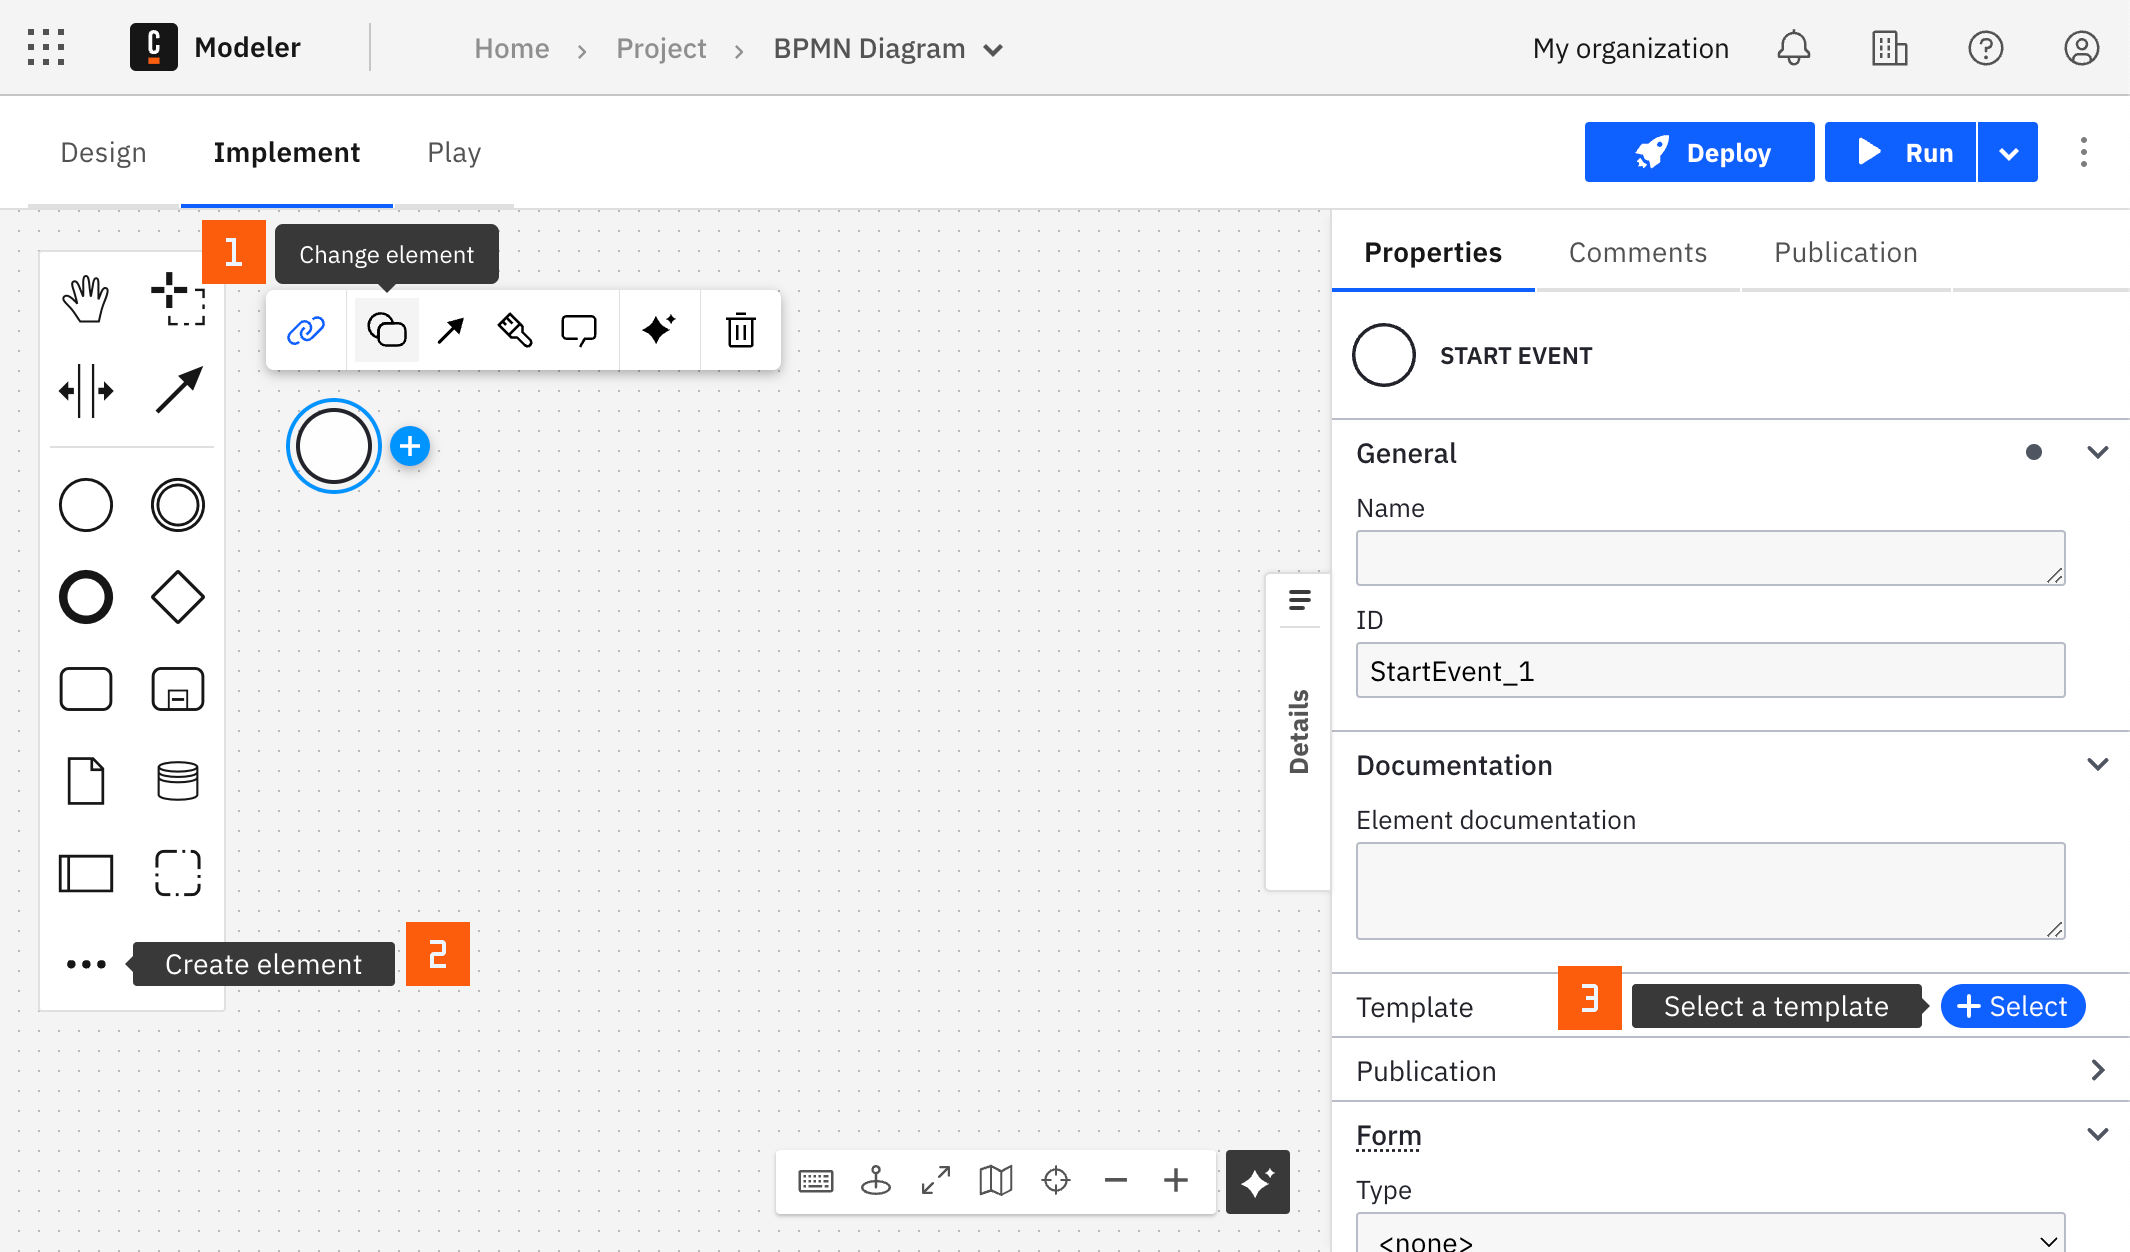 C Modeler Home Project BPMN Diagram My organization
Design Implement Play Deploy Run
1 Change element
Properties Comments Publication
START EVENT
General
Name
ID
StartEvent_1
Details
Documentation
Element documentation
Create element 2
Template 3 Select a template Select
Publication
Form
Type
<none>